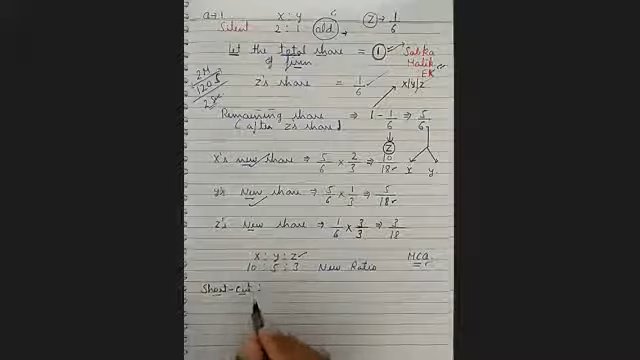 Q → 1 X : Y Z → 1/6
Silent 2 : 1 old
Let the total share = 1 Sabka
of firm Malik
EK
Z's share = 1/6 X|Y|Z
Remaining share → 1 - 1/6 ⇒ 5/6
(after Z's share)
Z
X's new share ⇒ 5/6 × 2/3 ⇒ 10/18 X Y
Y's New share ⇒ 5/6 × 1/3 ⇒ 5/18
Z's New share ⇒ 1/6 × 3/3 ⇒ 3/18
X : Y : Z MCQ
10 : 5 : 3 New Ratio
Short-cut :